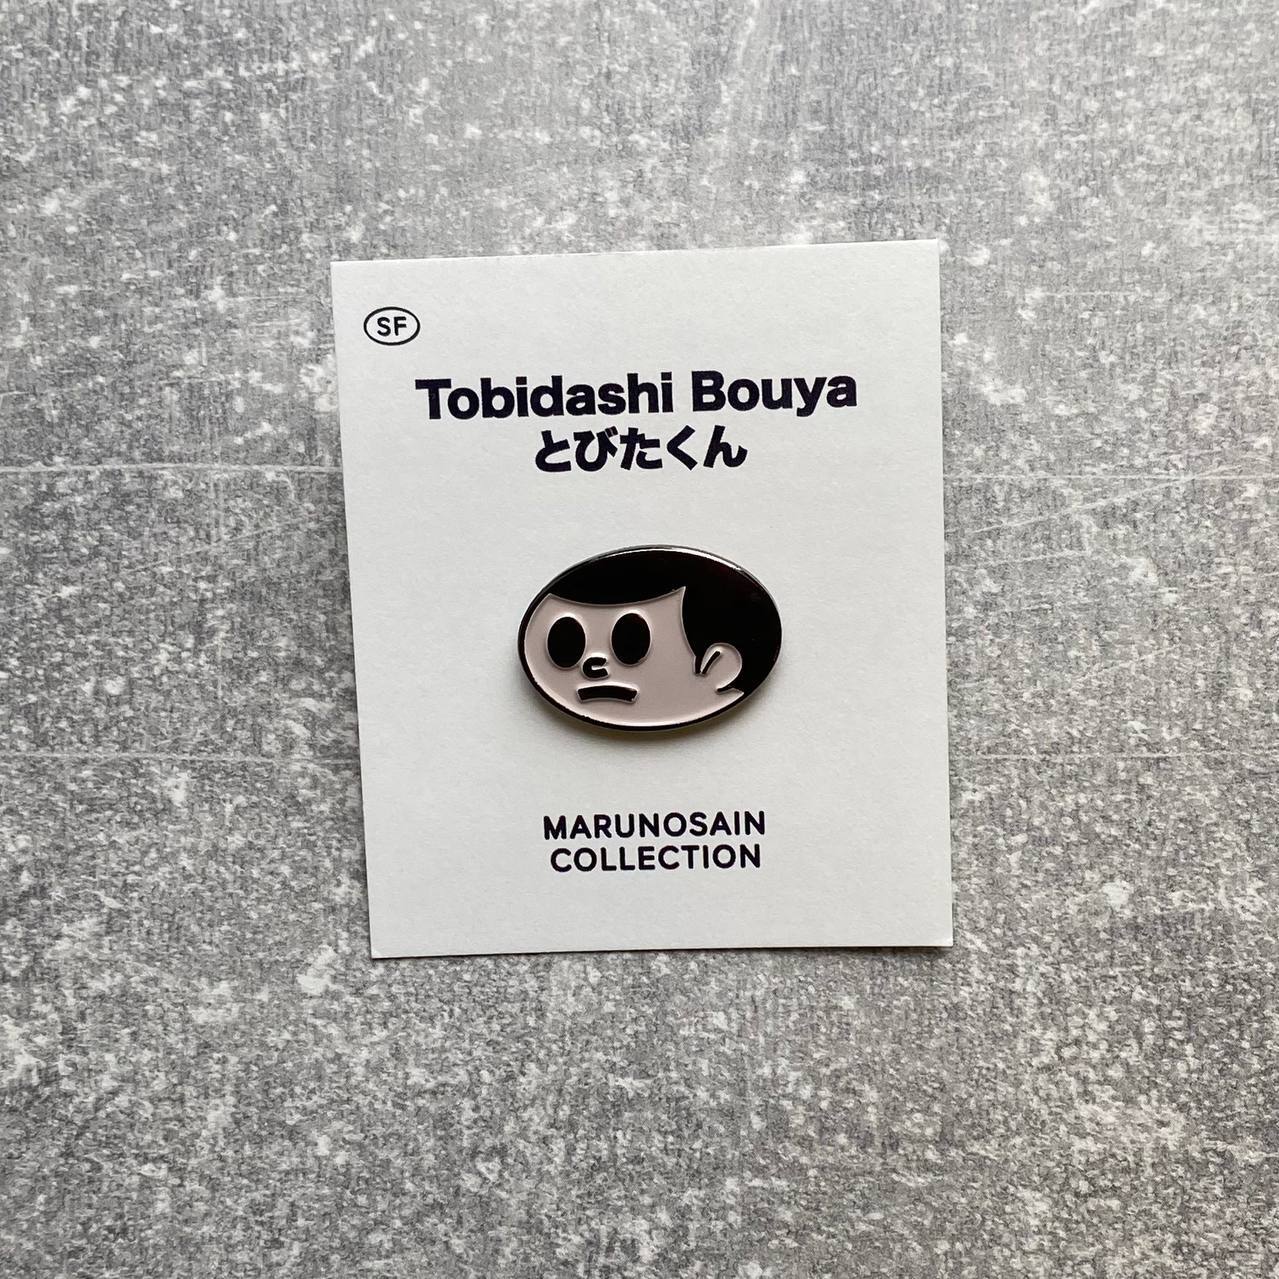 SF
Tobidashi Bouya
とびたくん
MARUNOSAIN
COLLECTION